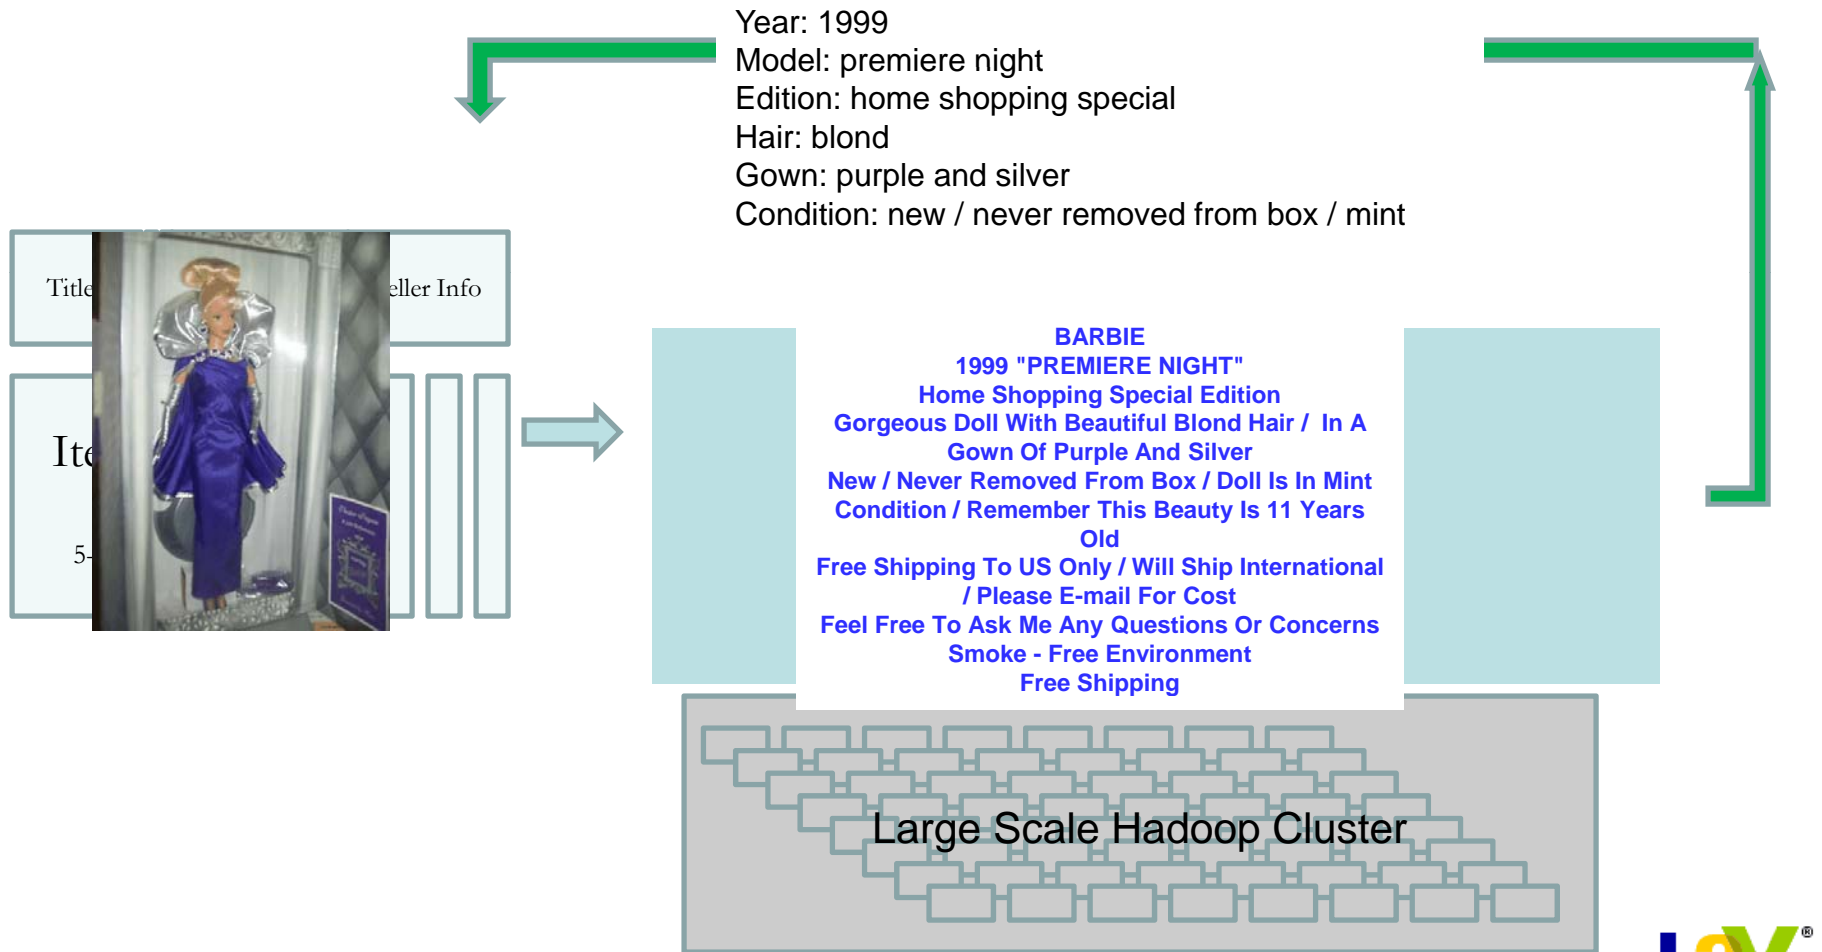 Year: 1999
Model: premiere night
Edition: home shopping special
Hair: blond
Gown: purple and silver
Condition: new / never removed from box / mint
Title
eller Info
Ite
5-
BARBIE
1999 "PREMIERE NIGHT"
Home Shopping Special Edition
Gorgeous Doll With Beautiful Blond Hair / In A
Gown Of Purple And Silver
New / Never Removed From Box / Doll Is In Mint
Condition / Remember This Beauty Is 11 Years
Old
Free Shipping To US Only / Will Ship International
/ Please E-mail For Cost
Feel Free To Ask Me Any Questions Or Concerns
Smoke - Free Environment
Free Shipping
Large Scale Hadoop Cluster
®